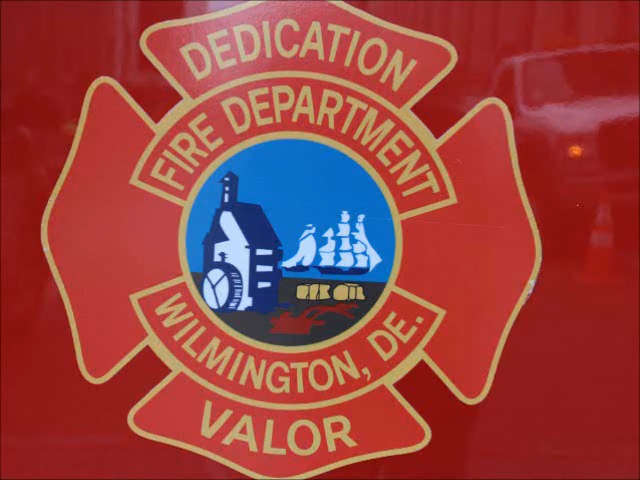 DEDICATION
FIRE DEPARTMENT
WILMINGTON, DE.
VALOR